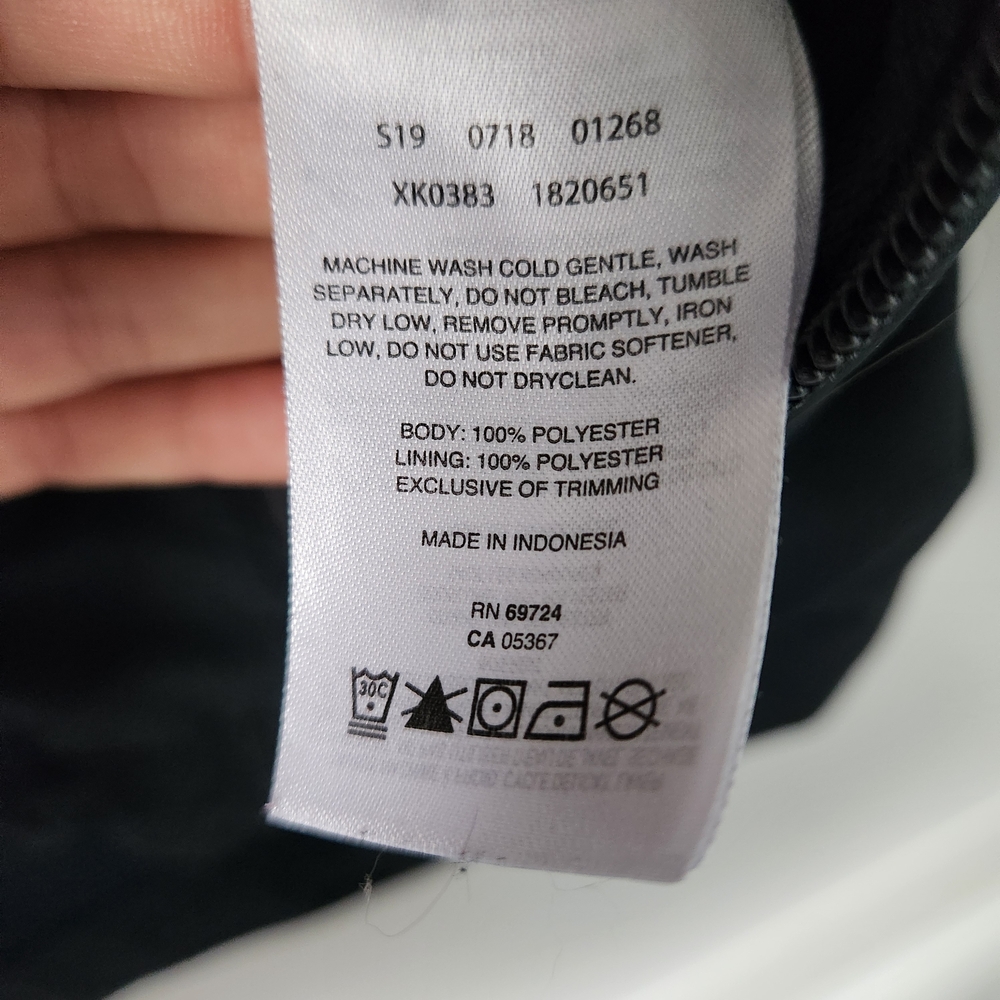 S19 0718 01268
XK0383 1820651
MACHINE WASH COLD GENTLE, WASH
SEPARATELY, DO NOT BLEACH, TUMBLE
DRY LOW, REMOVE PROMPTLY, IRON
LOW, DO NOT USE FABRIC SOFTENER,
DO NOT DRYCLEAN.
BODY: 100% POLYESTER
LINING: 100% POLYESTER
EXCLUSIVE OF TRIMMING
MADE IN INDONESIA
RN 69724
CA 05367
30C